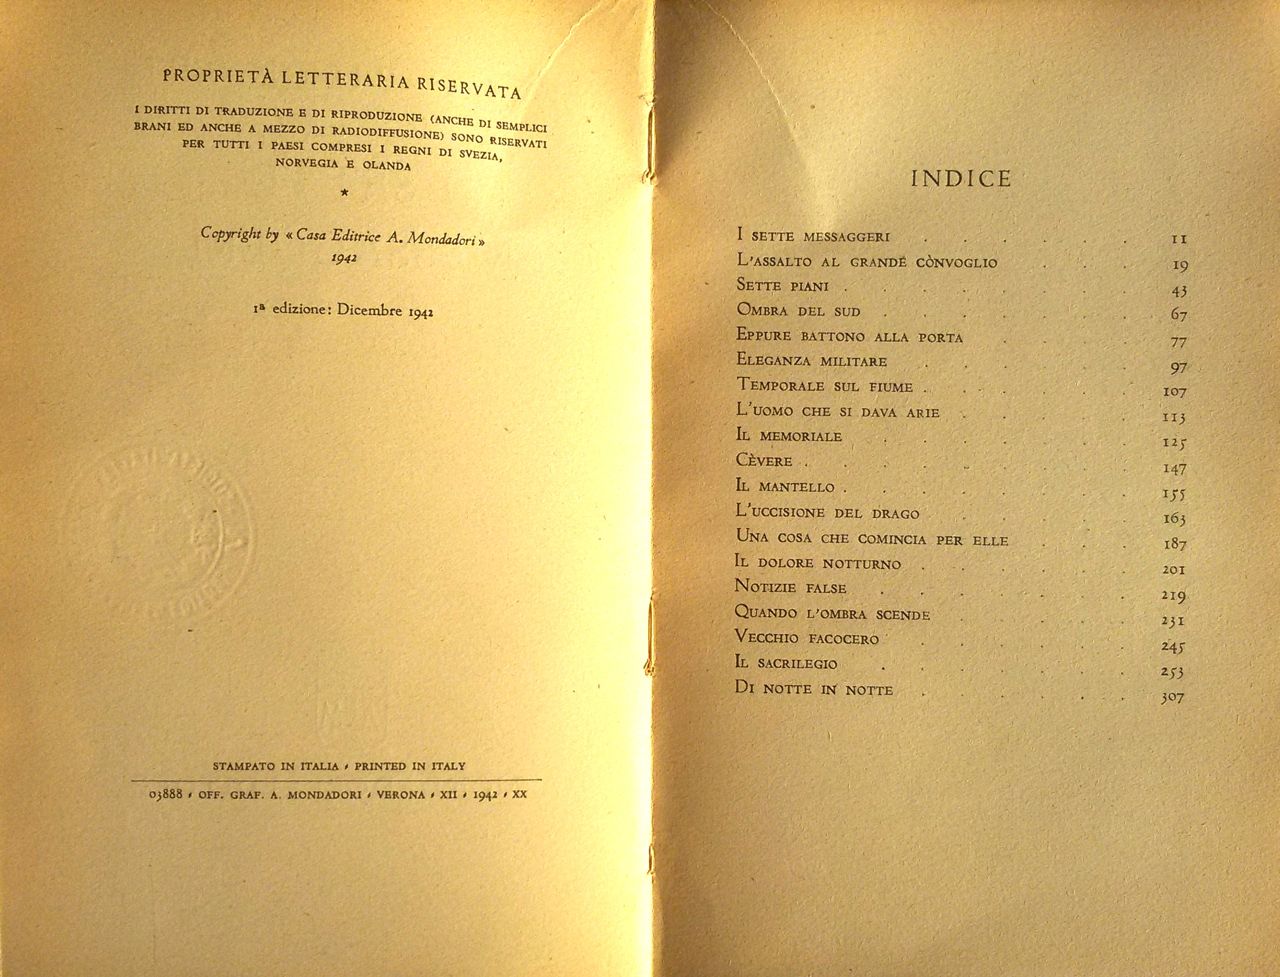 PROPRIETÀ LETTERARIA RISERVATA
I DIRITTI DI TRADUZIONE E DI RIPRODUZIONE (ANCHE DI SEMPLICI
BRANI ED ANCHE A MEZZO DI RADIODIFFUSIONE) SONO RISERVATI
PER TUTTI I PAESI COMPRESI I REGNI DI SVEZIA,
NORVEGIA E OLANDA
*
Copyright by « Casa Editrice A. Mondadori »
1942
1ª edizione: Dicembre 1942
STAMPATO IN ITALIA - PRINTED IN ITALY
03888 - OFF. GRAF. A. MONDADORI - VERONA - XII - 1942 - XX
INDICE
I SETTE MESSAGGERI . . . . . . 11
L'ASSALTO AL GRANDE CÒNVOGLIO . . . 19
SETTE PIANI . . . . . . . . 43
OMBRA DEL SUD . . . . . . . 67
EPPURE BATTONO ALLA PORTA . . . . 77
ELEGANZA MILITARE . . . . . . 97
TEMPORALE SUL FIUME . . . . . . 107
L'UOMO CHE SI DAVA ARIE . . . . . 113
IL MEMORIALE . . . . . . . 125
CÈVERE . . . . . . . . . 147
IL MANTELLO . . . . . . . . 155
L'UCCISIONE DEL DRAGO . . . . . 163
UNA COSA CHE COMINCIA PER ELLE . . . 187
IL DOLORE NOTTURNO . . . . . . 201
NOTIZIE FALSE . . . . . . . 219
QUANDO L'OMBRA SCENDE . . . . . 231
VECCHIO FACOCERO . . . . . . 245
IL SACRILEGIO . . . . . . . 253
DI NOTTE IN NOTTE . . . . . . 307